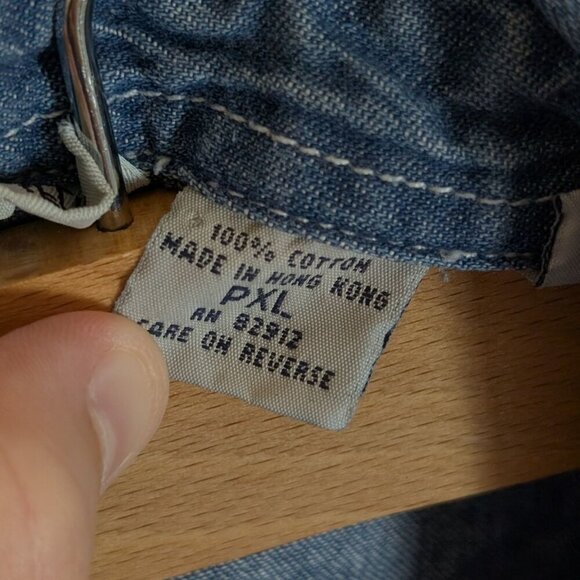 100% COTTON
MADE IN HONG KONG
PXL
RN 82912
CARE ON REVERSE